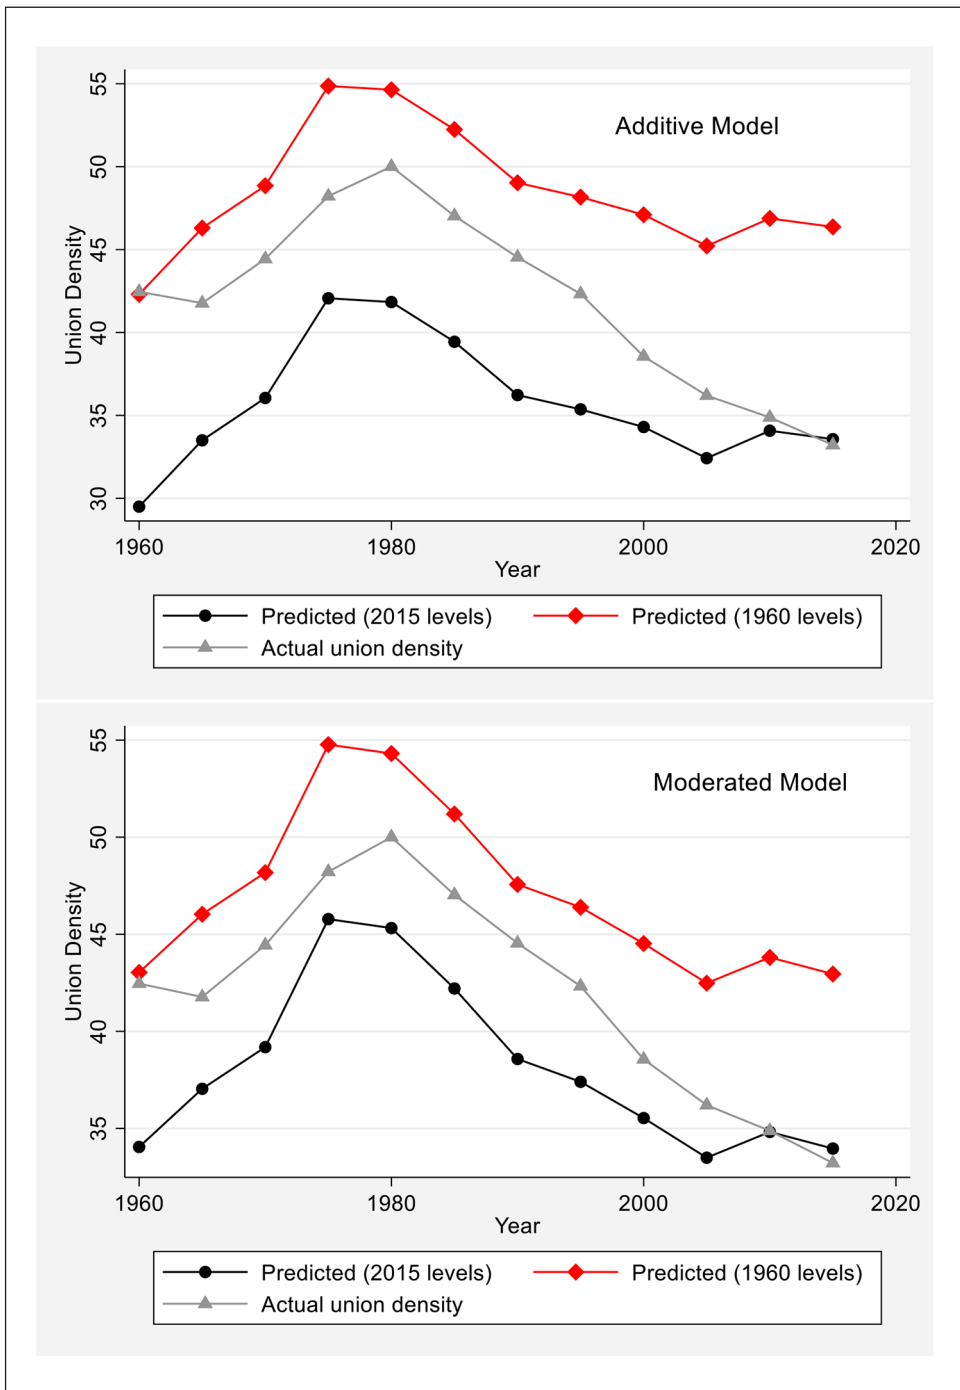 Additive Model
Union Density
55
50
45
40
35
30
1960
1980
2000
2020
Year
Predicted (2015 levels)
Predicted (1960 levels)
Actual union density
Moderated Model
Union Density
55
50
45
40
35
1960
1980
2000
2020
Year
Predicted (2015 levels)
Predicted (1960 levels)
Actual union density